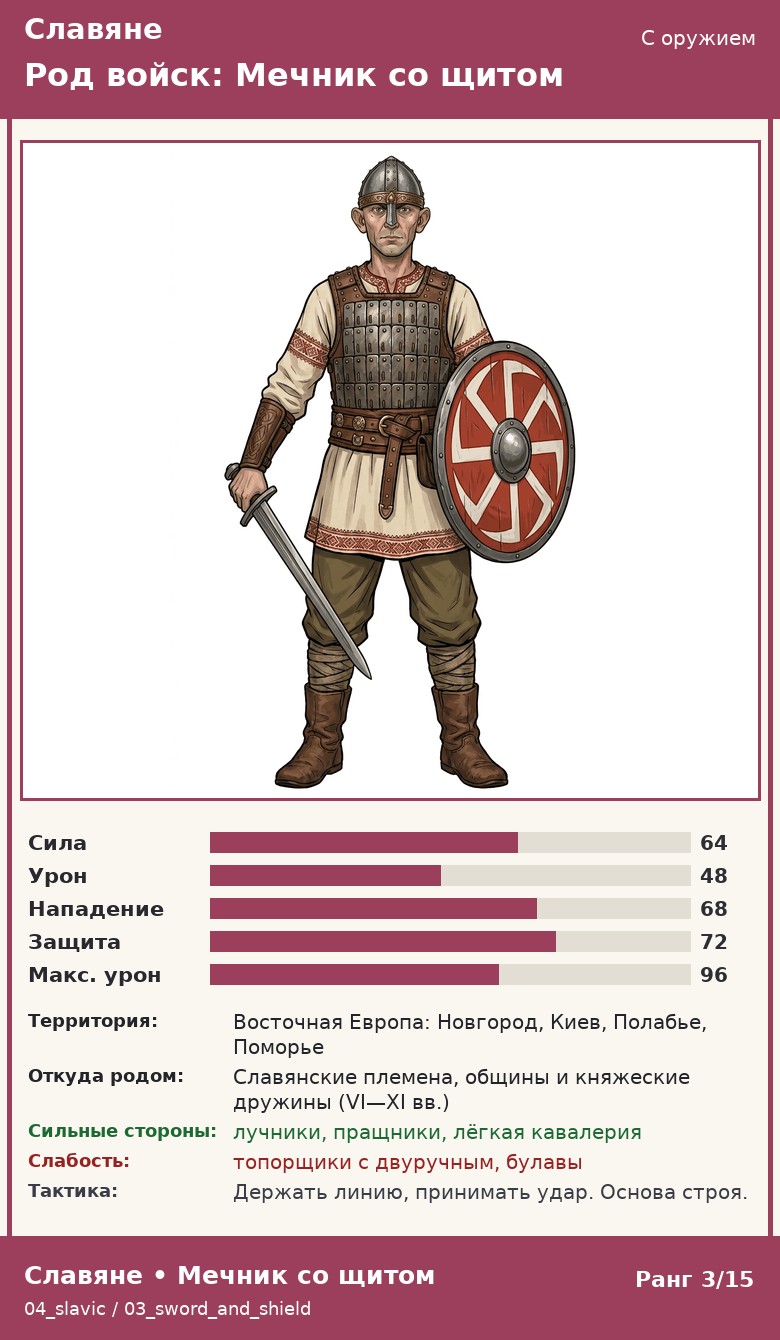 Славяне
С оружием
Род войск: Мечник со щитом
Сила 64
Урон 48
Нападение 68
Защита 72
Макс. урон 96
Территория: Восточная Европа: Новгород, Киев, Полабье,
Поморье
Откуда родом: Славянские племена, общины и княжеские
дружины (VI—XI вв.)
Сильные стороны: лучники, пращники, лёгкая кавалерия
Слабость: топорщики с двуручным, булавы
Тактика: Держать линию, принимать удар. Основа строя.
Славяне • Мечник со щитом
Ранг 3/15
04_slavic / 03_sword_and_shield